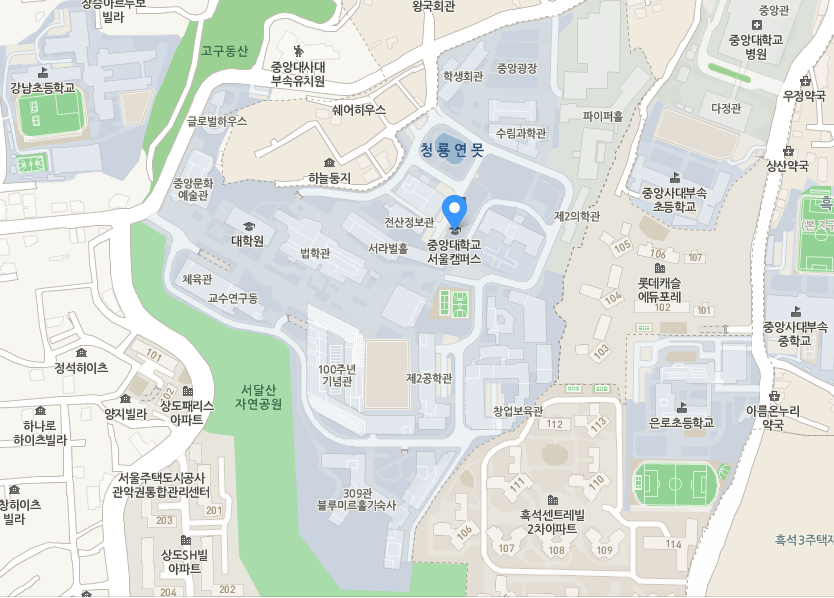 빌라
왕국회관
중앙관
중앙대학교
병원
고구동산
중앙대사대
부속유치원
학생회관
중앙광장
강남초등학교
우정약국
쉐어하우스
다정관
글로벌하우스
파이퍼홀
수림과학관
청룡연못
상산약국
하늘둥지
중앙문화
예술관
중앙사대부속
초등학교
제2의학관
전산정보관
대학원
서라벌홀
중앙대학교
서울캠퍼스
법학관
105
106
107
체육관
롯데캐슬
에듀포레
교수연구동
104
102
101
중앙사대부속
중학교
103
101
정석하이츠
100주년
기념관
제2공학관
102
서달산
자연공원
상도패리스
아파트
양지빌라
창업보육관
아름온누리
약국
하나로
하이츠빌라
112
113
은로초등학교
서울주택도시공사
관악권통합관리센터
111
110
309관
블루미르홀기숙사
창하이츠
빌라
201
203
흑석센트레빌
2차아파트
106
107
108
109
114
상도SH빌
아파트
흑석3주택재
204
202